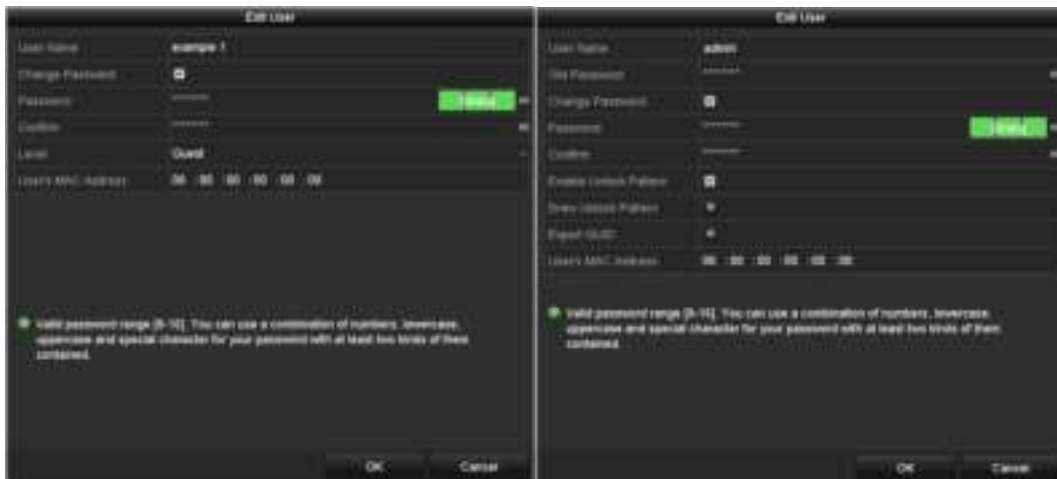 Edit User
User Name example 1
Change Password
Password ******* Strong
Confirm *******
Level Guest
User's MAC Address 00 :00 :00 :00 :00 :00
Valid password range [8-16]. You can use a combination of numbers, lowercase,
uppercase and special character for your password with at least two kinds of them
contained.
OK Cancel
Edit User
User Name admin
Old Password *******
Change Password
Password ******* Strong
Confirm *******
Enable Unlock Pattern
Draw Unlock Pattern
Export GUID
User's MAC Address 00 :00 :00 :00 :00 :00
Valid password range [8-16]. You can use a combination of numbers, lowercase,
uppercase and special character for your password with at least two kinds of them
contained.
OK Cancel